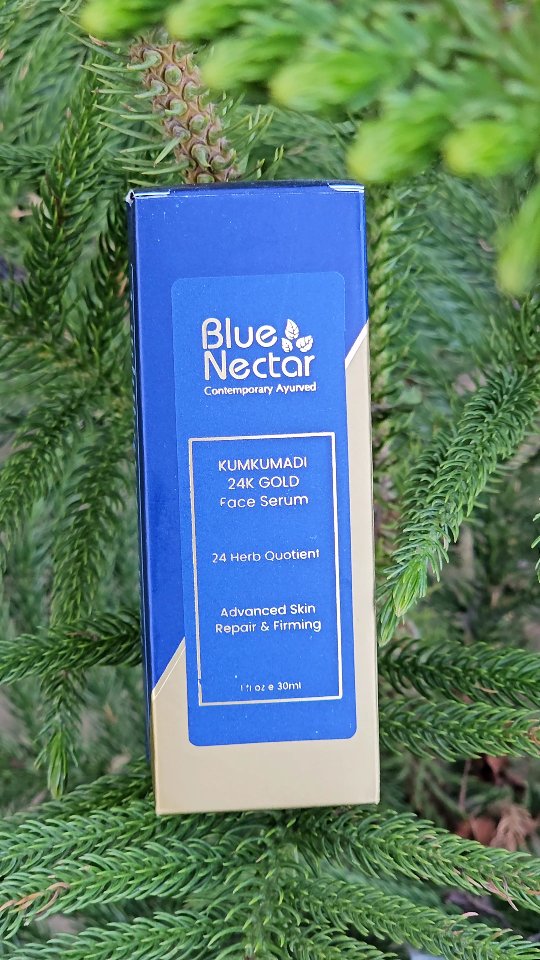 Blue
Nectar
Contemporary Ayurved
KUMKUMADI
24K GOLD
Face Serum
24 Herb Quotient
Advanced Skin
Repair & Firming
1 fl oz e 30ml